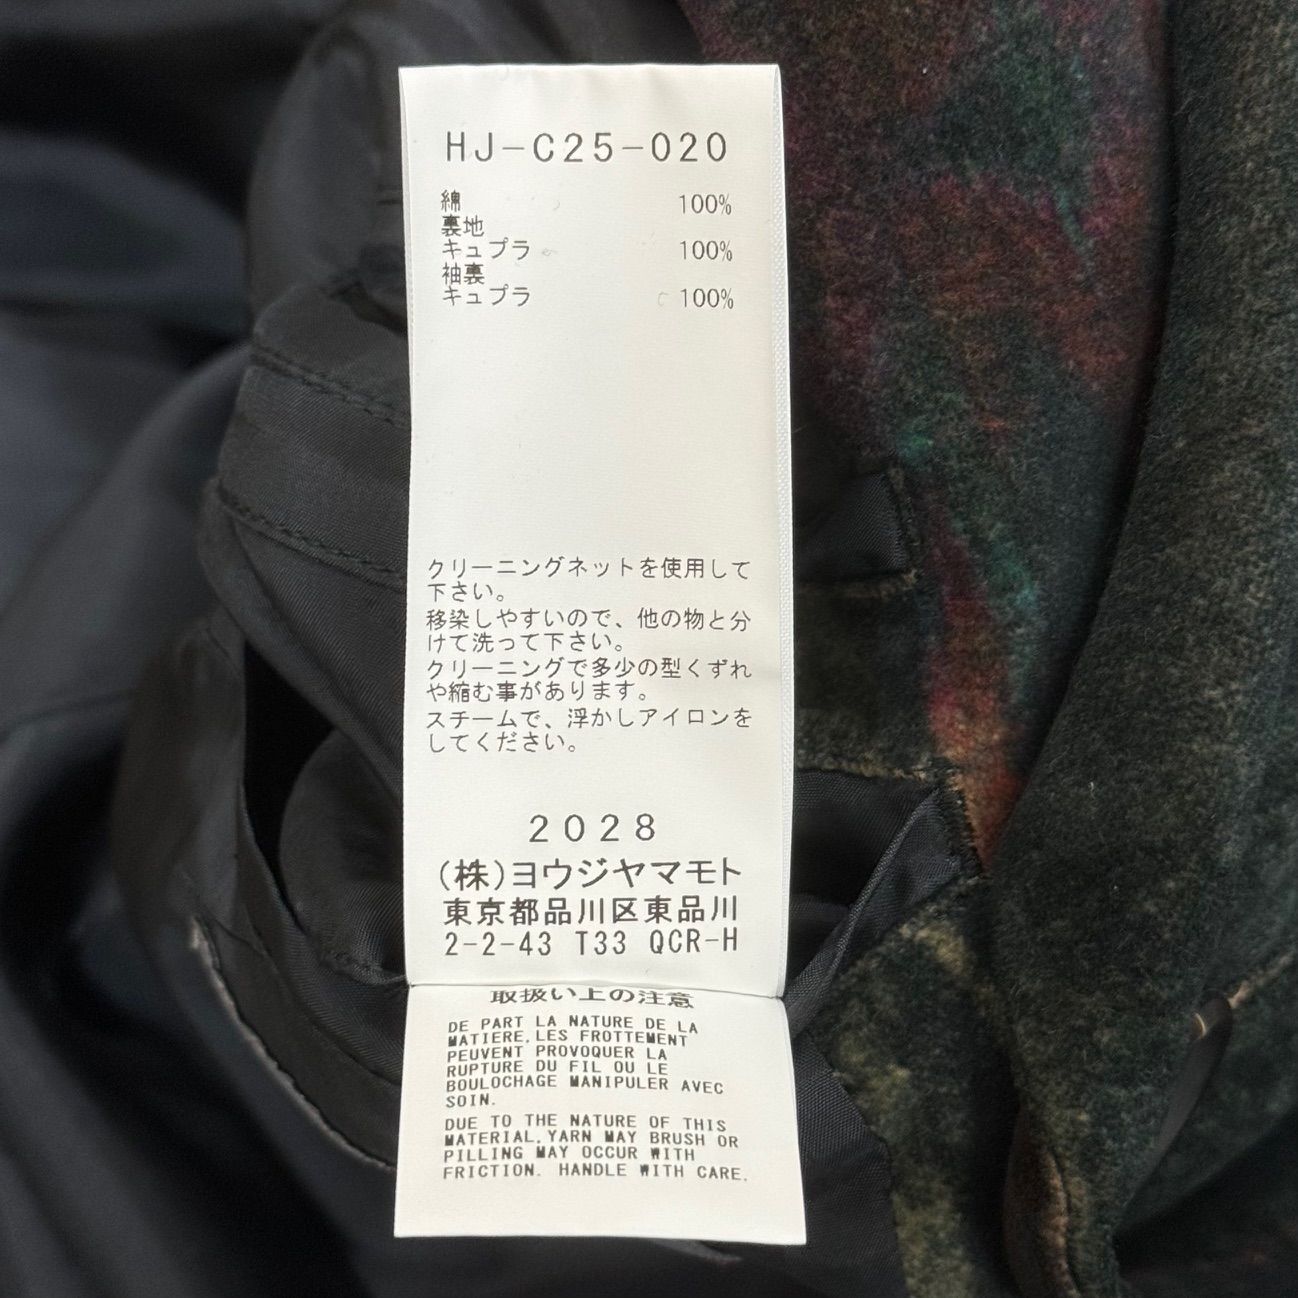 HJ-C25-020
綿 100%
裏地
キュプラ 100%
袖裏
キュプラ 100%
クリーニングネットを使用して
下さい。
移染しやすいので、他の物と分
けて洗って下さい。
クリーニングで多少の型くずれ
や縮む事があります。
スチームで、浮かしアイロンを
してください。
2028
(株)ヨウジヤマモト
東京都品川区東品川
2-2-43 T33 QCR-H
取扱い上の注意
DE PART LA NATURE DE LA
MATIERE,LES FROTTEMENT
PEUVENT PROVOQUER LA
RUPTURE DU FIL OU LE
BOULOCHAGE MANIPULER AVEC
SOIN.
DUE TO THE NATURE OF THIS
MATERIAL,YARN MAY BRUSH OR
PILLING MAY OCCUR WITH
FRICTION. HANDLE WITH CARE.